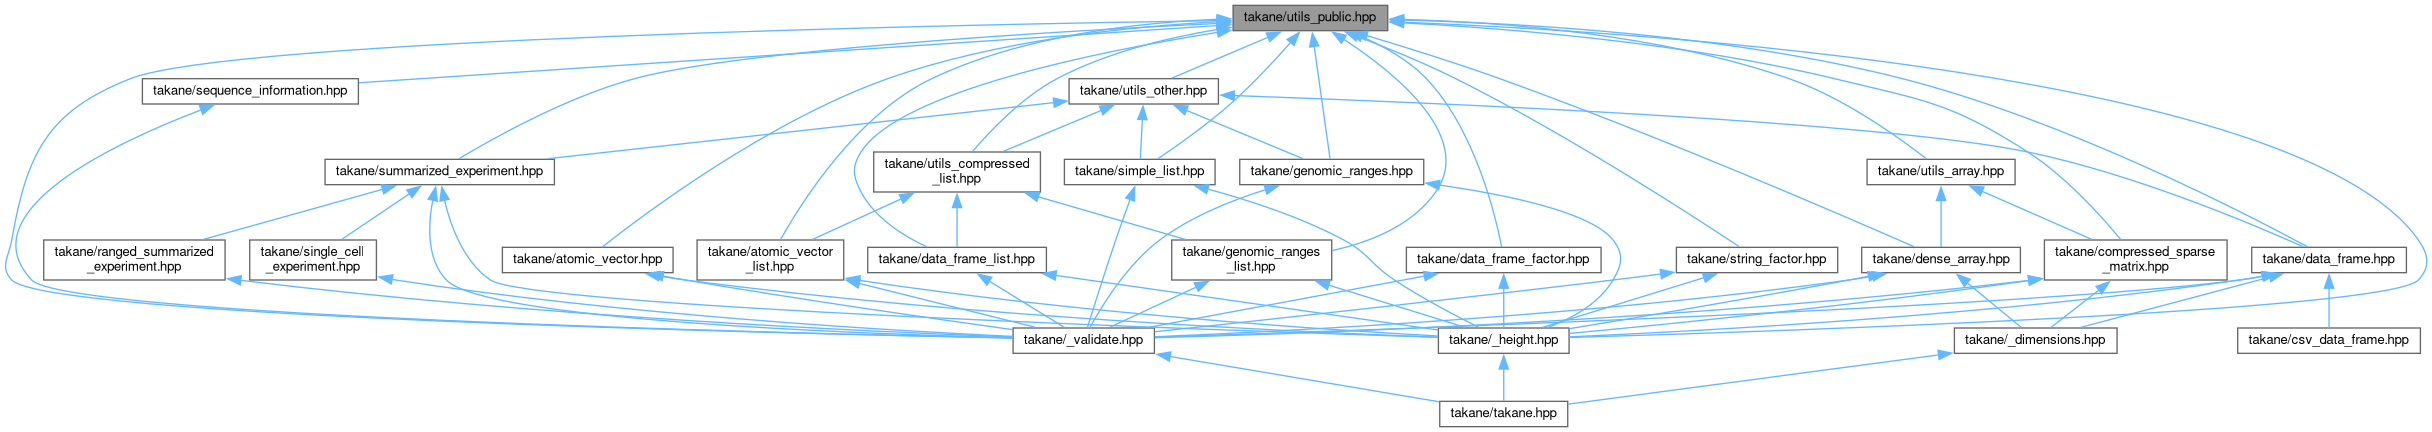 takane/utils_public.hpp
takane/sequence_information.hpp
takane/utils_other.hpp
takane/summarized_experiment.hpp
takane/utils_compressed
_list.hpp
takane/simple_list.hpp
takane/genomic_ranges.hpp
takane/utils_array.hpp
takane/ranged_summarized
_experiment.hpp
takane/single_cell
_experiment.hpp
takane/atomic_vector.hpp
takane/atomic_vector
_list.hpp
takane/data_frame_list.hpp
takane/genomic_ranges
_list.hpp
takane/data_frame_factor.hpp
takane/string_factor.hpp
takane/dense_array.hpp
takane/compressed_sparse
_matrix.hpp
takane/data_frame.hpp
takane/_validate.hpp
takane/_height.hpp
takane/_dimensions.hpp
takane/csv_data_frame.hpp
takane/takane.hpp